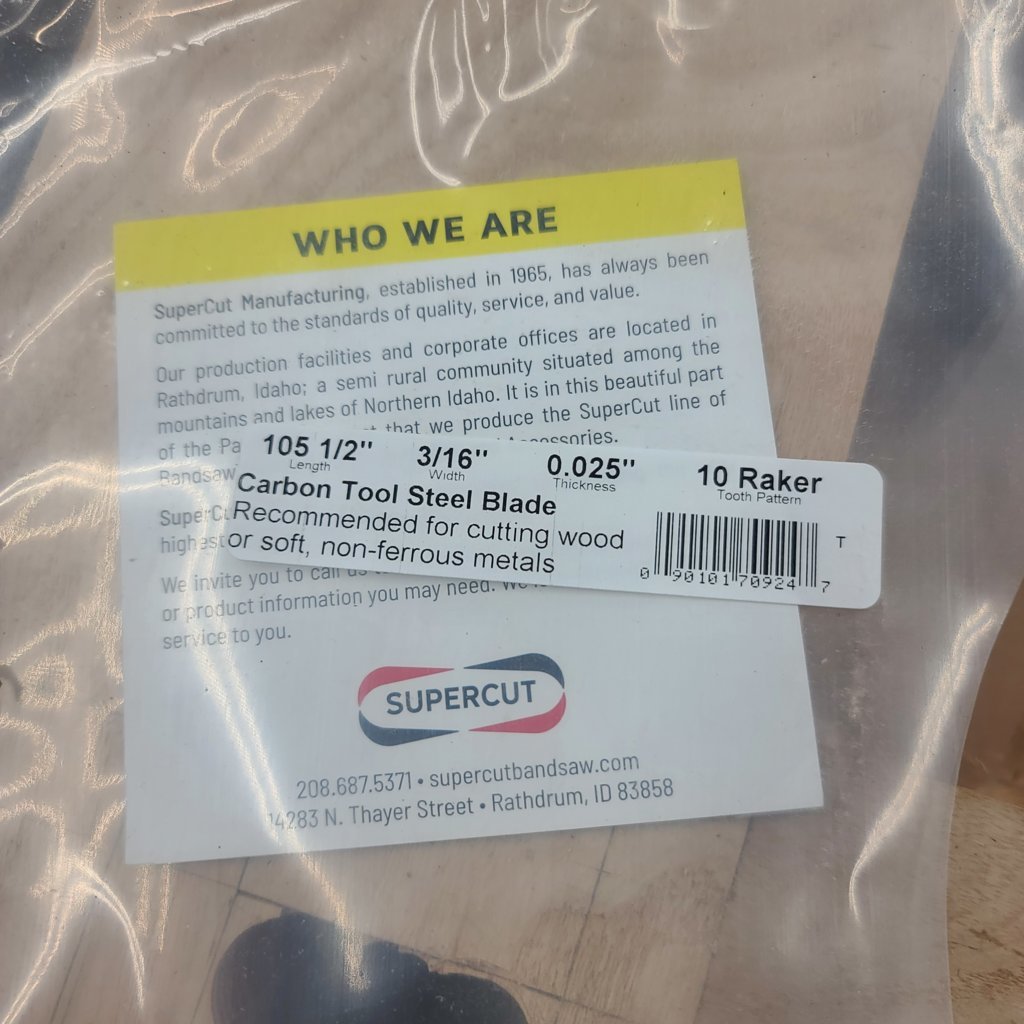 WHO WE ARE
SuperCut Manufacturing, established in 1965, has always been
committed to the standards of quality, service, and value.
Our production facilities and corporate offices are located in
Rathdrum, Idaho; a semi rural community situated among the
mountains and lakes of Northern Idaho. It is in this beautiful part
of the Pa that we produce the SuperCut line of
Bandsaw
105 1/2" 3/16" 0.025" 10 Raker
Length Width Thickness Tooth Pattern
Carbon Tool Steel Blade
Recommended for cutting wood
or soft, non-ferrous metals
T
0 90101 70924 7
highest
We invite you to call
or product information you may need.
service to you.
SUPERCUT
208.687.5371 • supercutbandsaw.com
14283 N. Thayer Street • Rathdrum, ID 83858